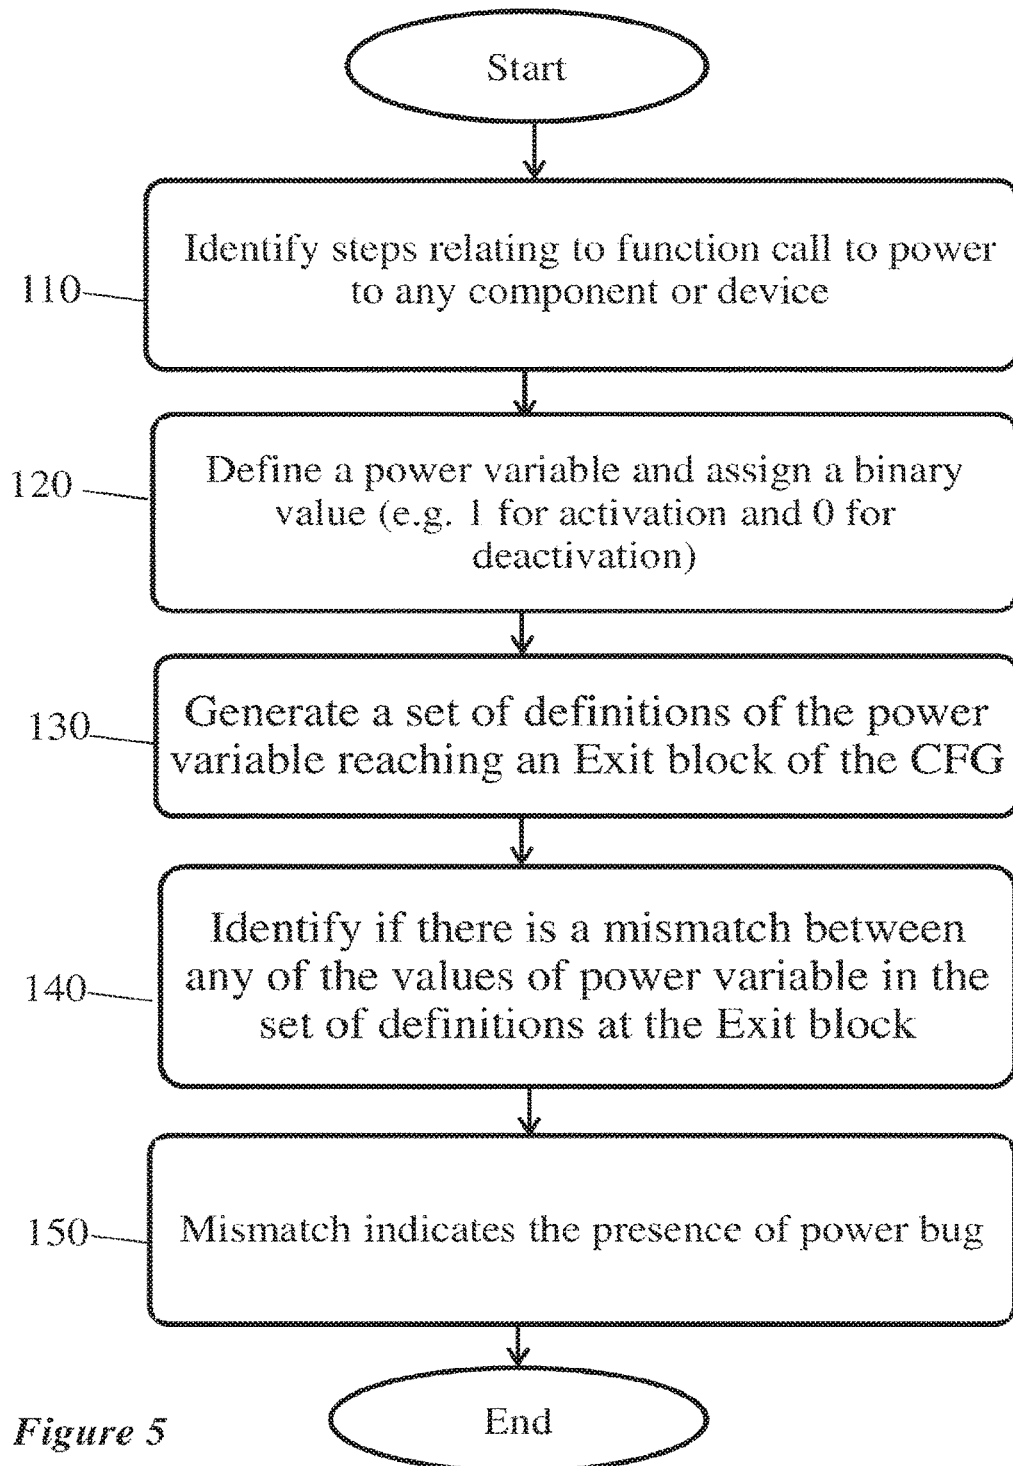 Start
Identify steps relating to function call to power
to any component or device
110
Define a power variable and assign a binary
value (e.g. 1 for activation and 0 for
deactivation)
120
Generate a set of definitions of the power
variable reaching an Exit block of the CFG
130
Identify if there is a mismatch between
any of the values of power variable in the
set of definitions at the Exit block
140
Mismatch indicates the presence of power bug
150
End
Figure 5